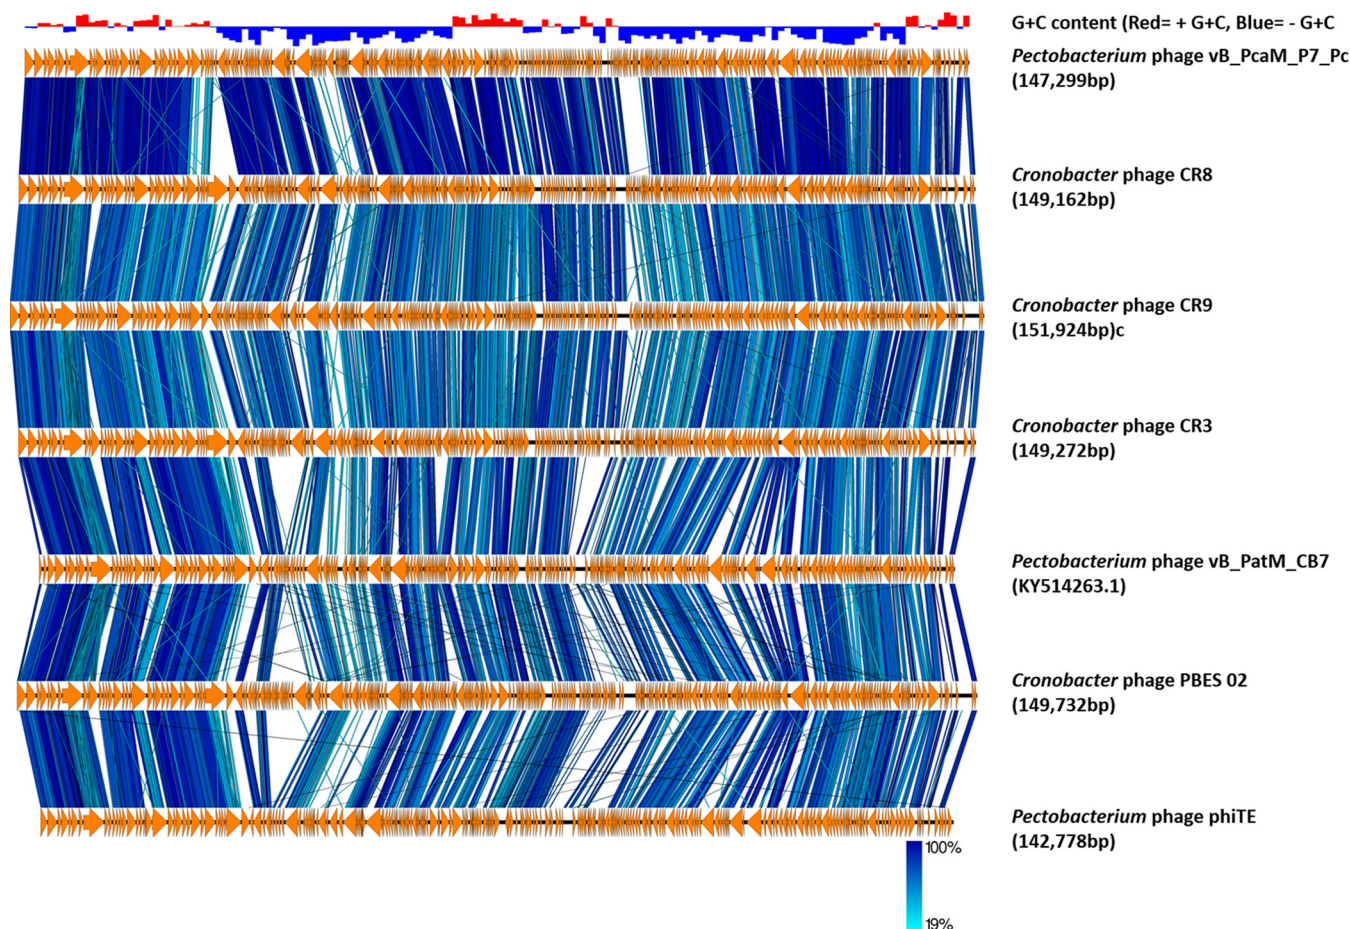 G+C content (Red= + G+C, Blue= - G+C
Pectobacterium phage vB_PcaM_P7_Pc
(147,299bp)
Cronobacter phage CR8
(149,162bp)
Cronobacter phage CR9
(151,924bp)c
Cronobacter phage CR3
(149,272bp)
Pectobacterium phage vB_PatM_CB7
(KY514263.1)
Cronobacter phage PBES 02
(149,732bp)
Pectobacterium phage phiTE
(142,778bp)
100%
19%